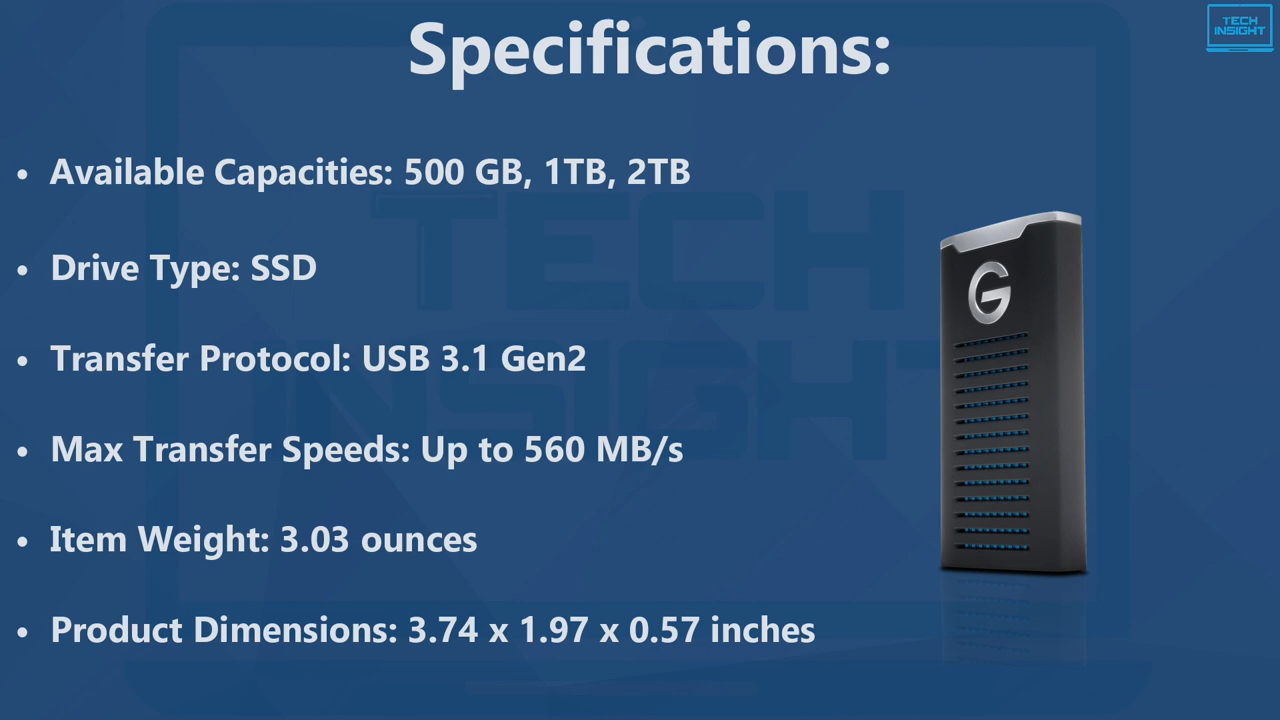 Specifications:
TECH
INSIGHT
• Available Capacities: 500 GB, 1TB, 2TB
• Drive Type: SSD
• Transfer Protocol: USB 3.1 Gen2
• Max Transfer Speeds: Up to 560 MB/s
• Item Weight: 3.03 ounces
• Product Dimensions: 3.74 x 1.97 x 0.57 inches
TECH
INSIGHT
G